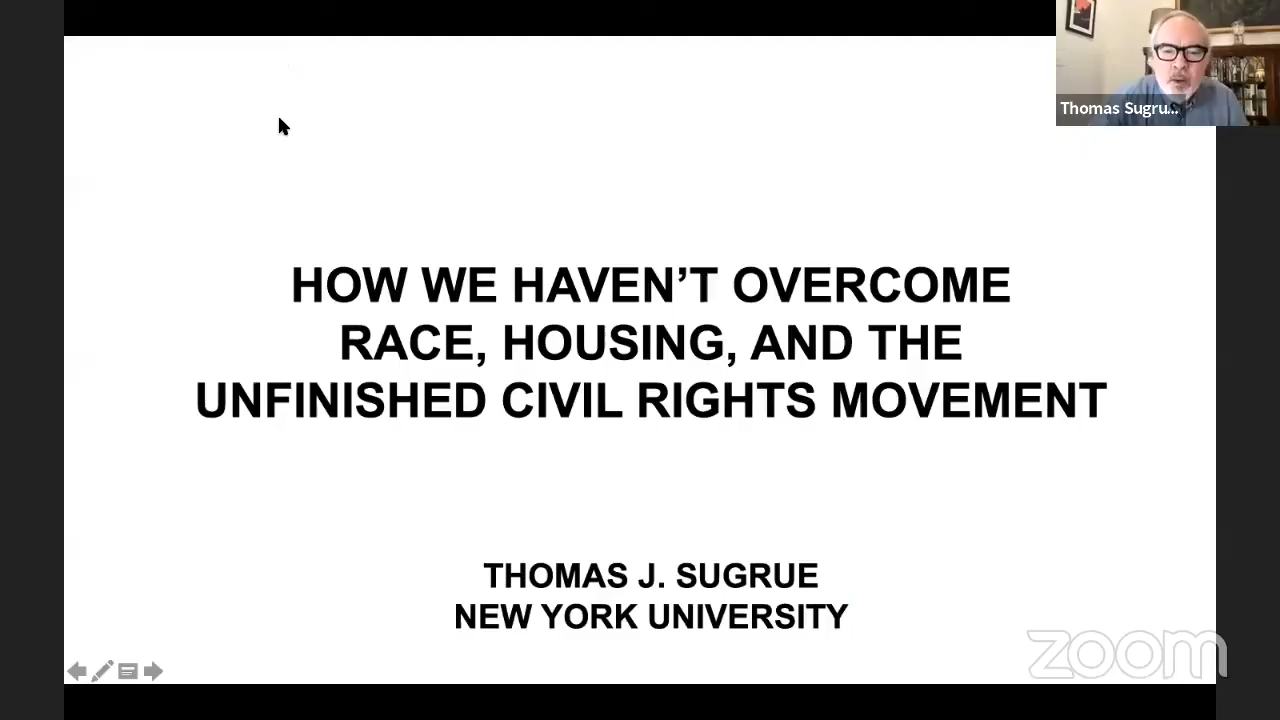 Thomas Sugru...
HOW WE HAVEN’T OVERCOME
RACE, HOUSING, AND THE
UNFINISHED CIVIL RIGHTS MOVEMENT
THOMAS J. SUGRUE
NEW YORK UNIVERSITY
zoom